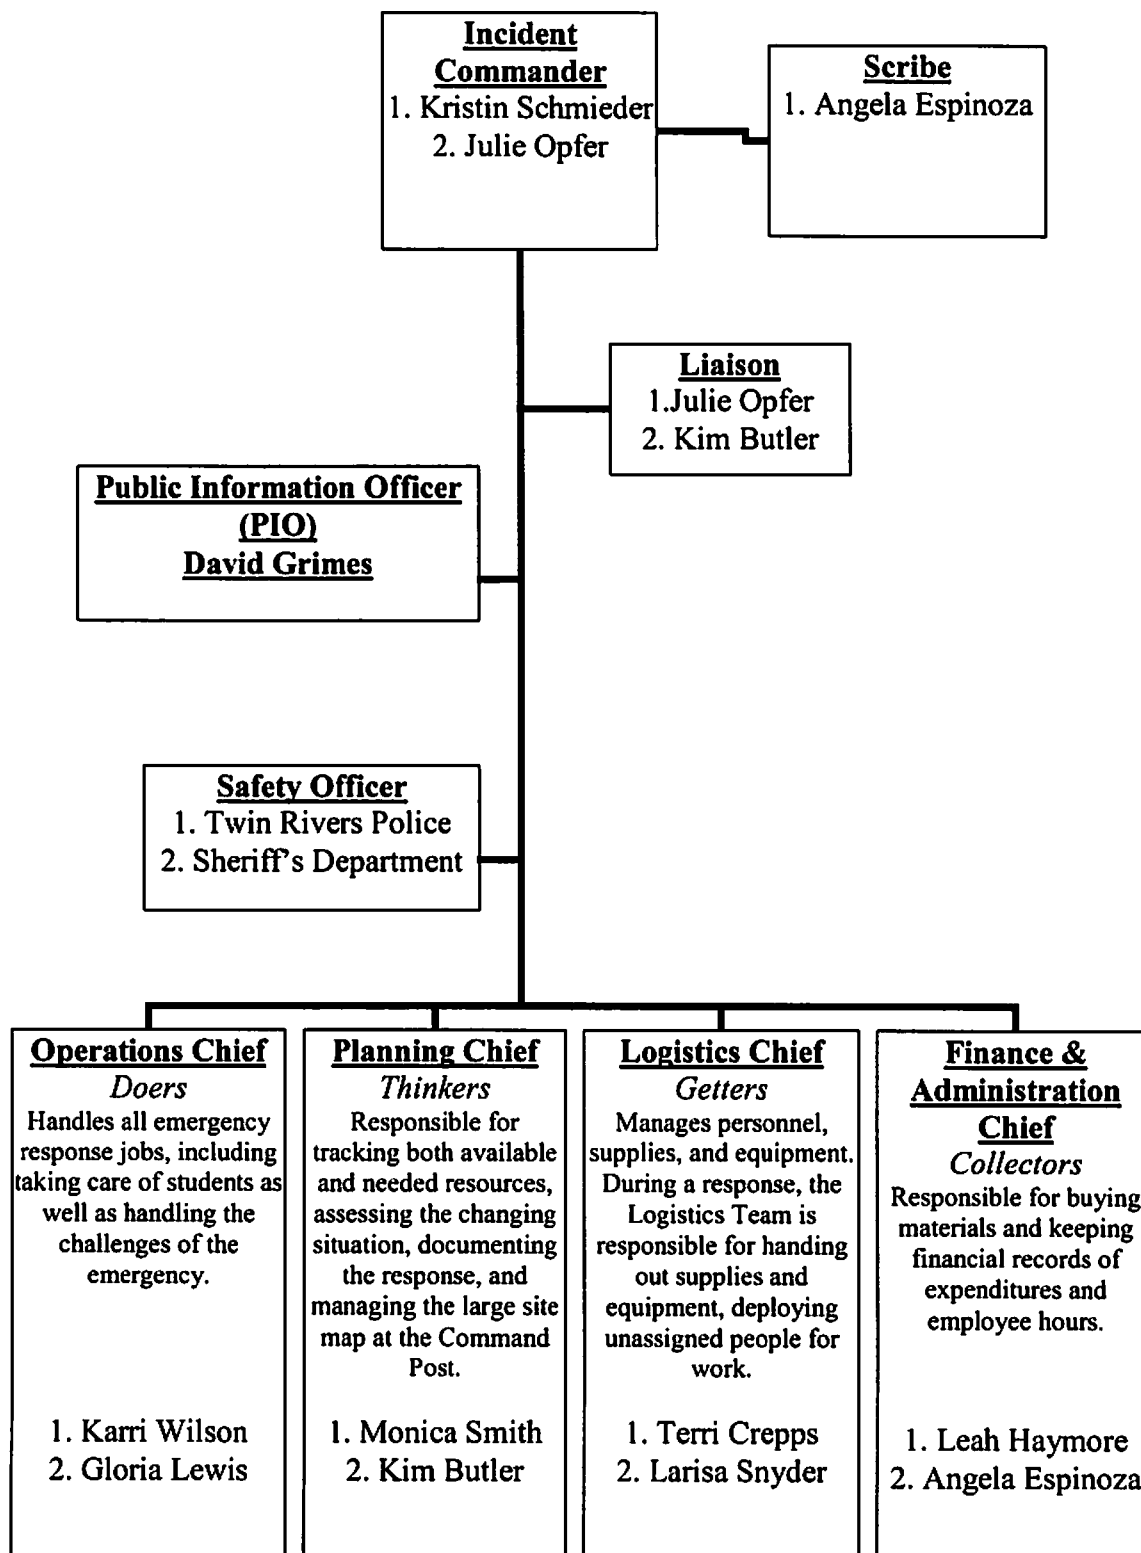 Incident
Commander
1. Kristin Schmieder
2. Julie Opfer
Scribe
1. Angela Espinoza
Liaison
1.Julie Opfer
2. Kim Butler
Public Information Officer
(PIO)
David Grimes
Safety Officer
1. Twin Rivers Police
2. Sheriff's Department
Operations Chief
Doers
Handles all emergency
response jobs, including
taking care of students as
well as handling the
challenges of the
emergency.
1. Karri Wilson
2. Gloria Lewis
Planning Chief
Thinkers
Responsible for
tracking both available
and needed resources,
assessing the changing
situation, documenting
the response, and
managing the large site
map at the Command
Post.
1. Monica Smith
2. Kim Butler
Logistics Chief
Getters
Manages personnel,
supplies, and equipment.
During a response, the
Logistics Team is
responsible for handing
out supplies and
equipment, deploying
unassigned people for
work.
1. Terri Crepps
2. Larisa Snyder
Finance &
Administration
Chief
Collectors
Responsible for buying
materials and keeping
financial records of
expenditures and
employee hours.
1. Leah Haymore
2. Angela Espinoza